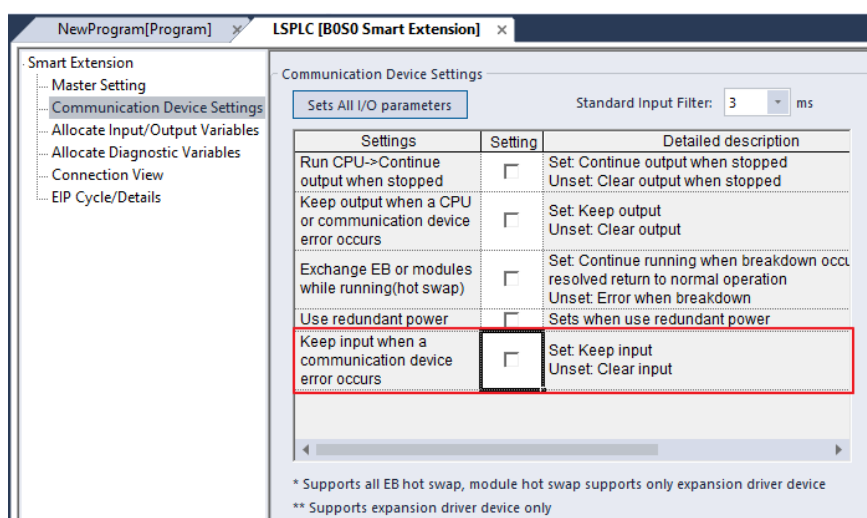 NewProgram[Program] ×
LSPLC [B0S0 Smart Extension] ×
Smart Extension
Master Setting
Communication Device Settings
Allocate Input/Output Variables
Allocate Diagnostic Variables
Connection View
EIP Cycle/Details
Communication Device Settings
Sets All I/O parameters
Standard Input Filter: 3 ms
Settings Setting Detailed description
Run CPU->Continue
output when stopped
Set: Continue output when stopped
Unset: Clear output when stopped
Keep output when a CPU
or communication device
error occurs
Set: Keep output
Unset: Clear output
Exchange EB or modules
while running(hot swap)
Set: Continue running when breakdown occu
resolved return to normal operation
Unset: Error when breakdown
Use redundant power
Sets when use redundant power
Keep input when a
communication device
error occurs
Set: Keep input
Unset: Clear input
* Supports all EB hot swap, module hot swap supports only expansion driver device
** Supports expansion driver device only